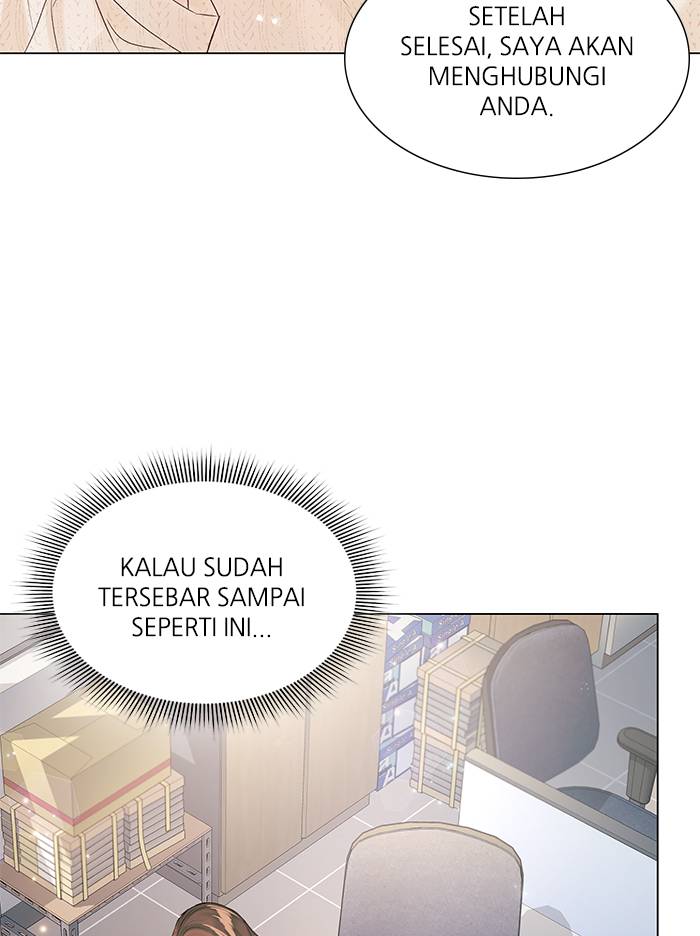 SETELAH
SELESAI, SAYA AKAN
MENGHUBUNGI
ANDA.
KALAU SUDAH
TERSEBAR SAMPAI
SEPERTI INI...